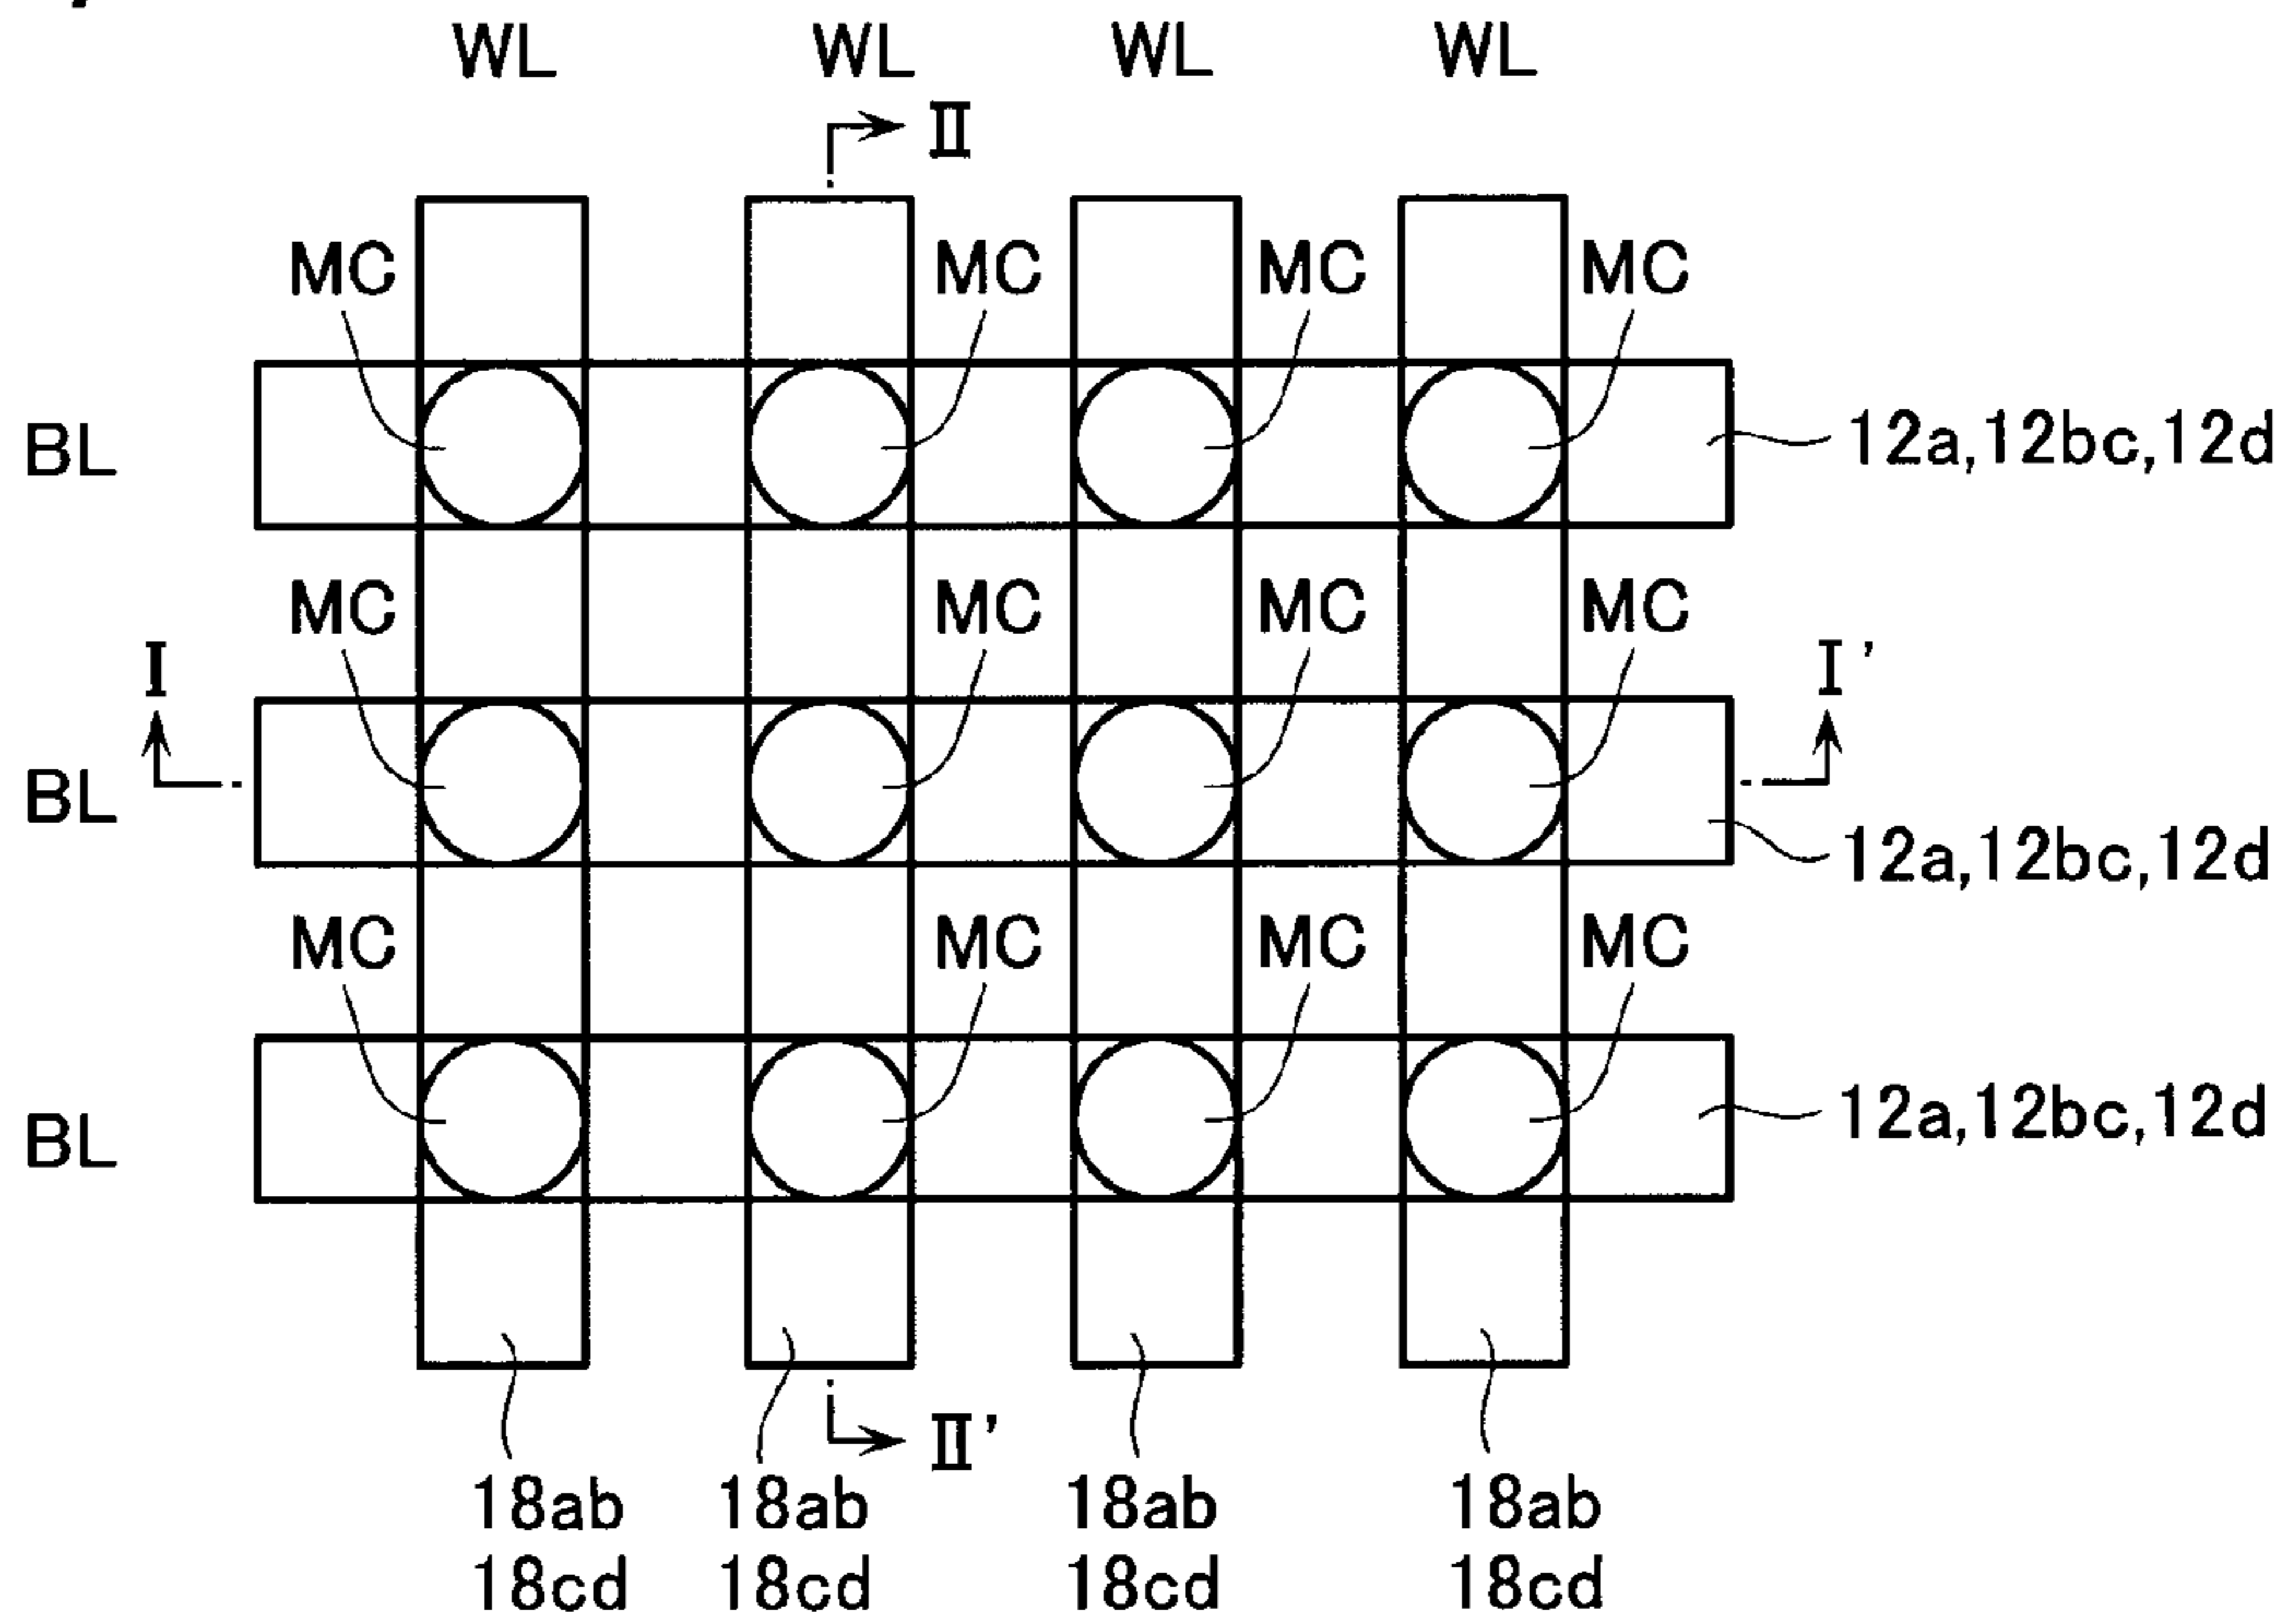 WL WL WL WL
II
MC MC MC MC
BL 12a,12bc,12d
MC MC MC MC
I I'
BL
12a,12bc,12d
MC MC MC MC
BL 12a,12bc,12d
II'
18ab 18ab 18ab 18ab
18cd 18cd 18cd 18cd